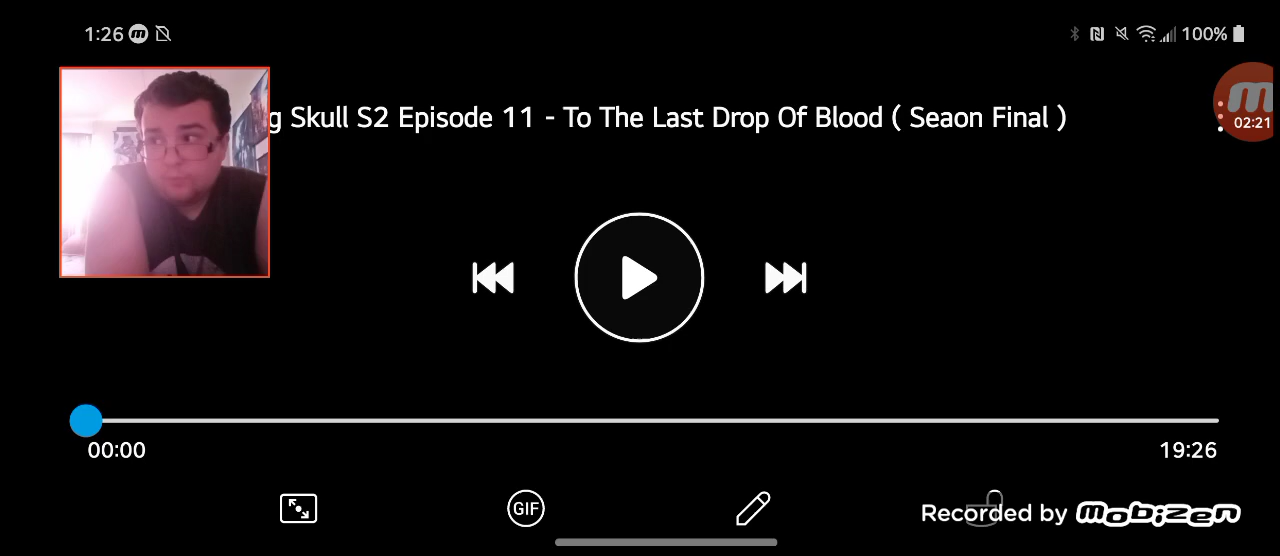 1:26 100%
g Skull S2 Episode 11 - To The Last Drop Of Blood ( Seaon Final )
02:21
00:00 19:26
GIF
Recorded by mobizen